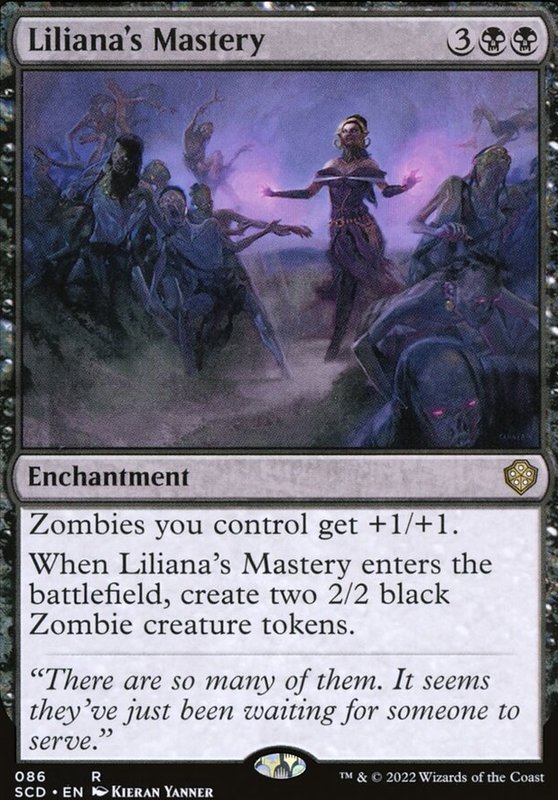 Liliana's Mastery 3
Enchantment
Zombies you control get +1/+1.
When Liliana's Mastery enters the
battlefield, create two 2/2 black
Zombie creature tokens.
“There are so many of them. It seems
they've just been waiting for someone to
serve.”
086 R
SCD • EN KIERAN YANNER
™ & © 2022 Wizards of the Coast